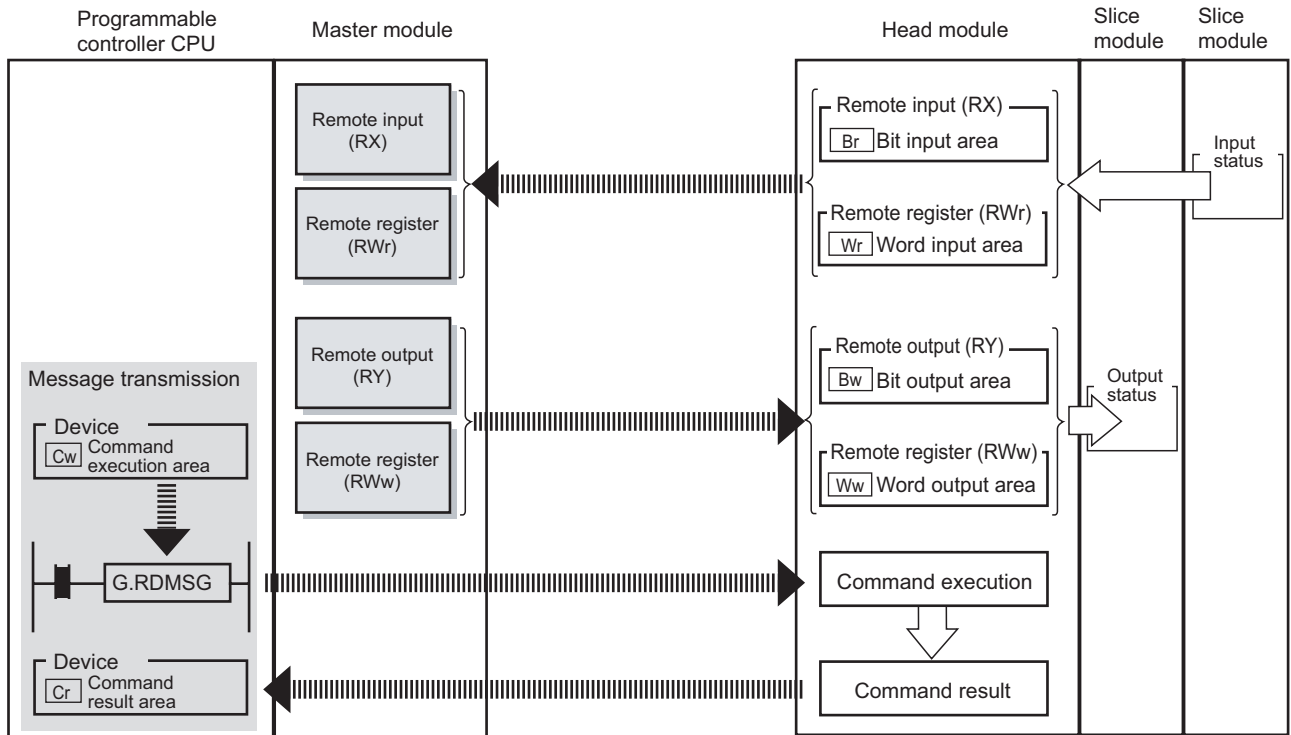 Programmable
controller CPU
Master module
Head module
Slice
module
Slice
module
Remote input
(RX)
Remote register
(RWr)
Remote input (RX)
Br Bit input area
Remote register (RWr)
Wr Word input area
Input
status
Remote output
(RY)
Remote register
(RWw)
Remote output (RY)
Bw Bit output area
Remote register (RWw)
Ww Word output area
Output
status
Message transmission
Device
Cw Command
execution area
G.RDMSG
Command execution
Device
Cr Command
result area
Command result